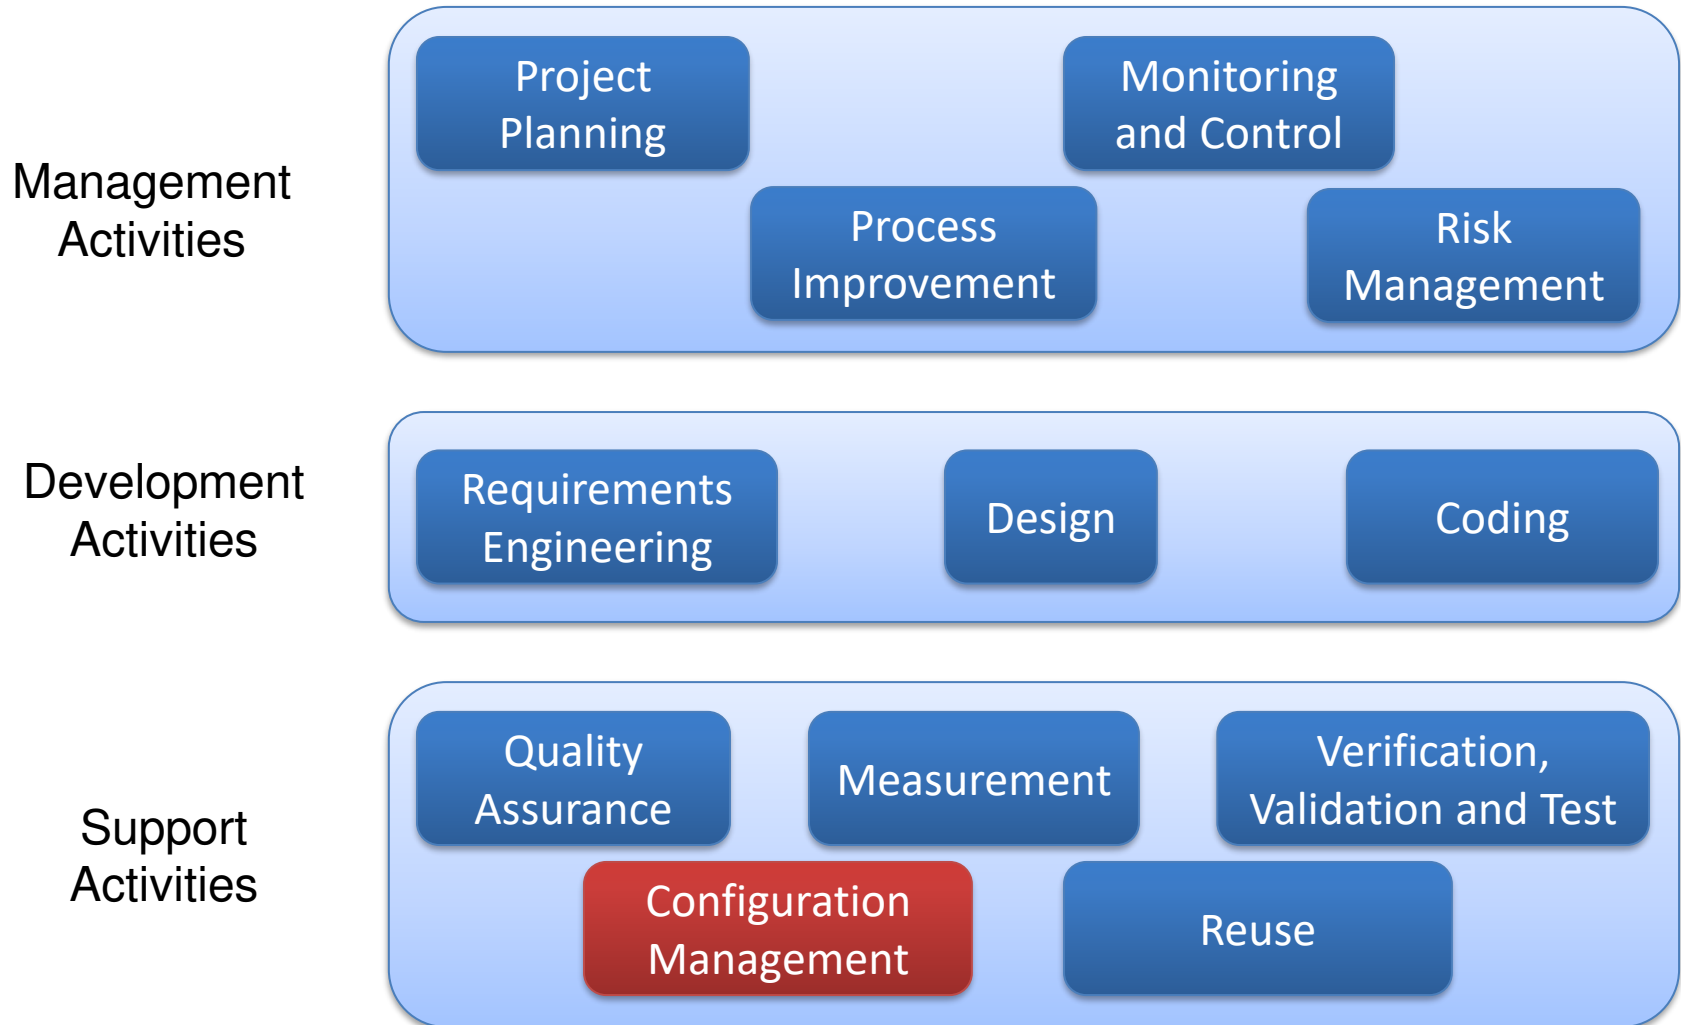 Management
Activities
Project
Planning
Monitoring
and Control
Process
Improvement
Risk
Management
Development
Activities
Requirements
Engineering
Design
Coding
Support
Activities
Quality
Assurance
Measurement
Verification,
Validation and Test
Configuration
Management
Reuse